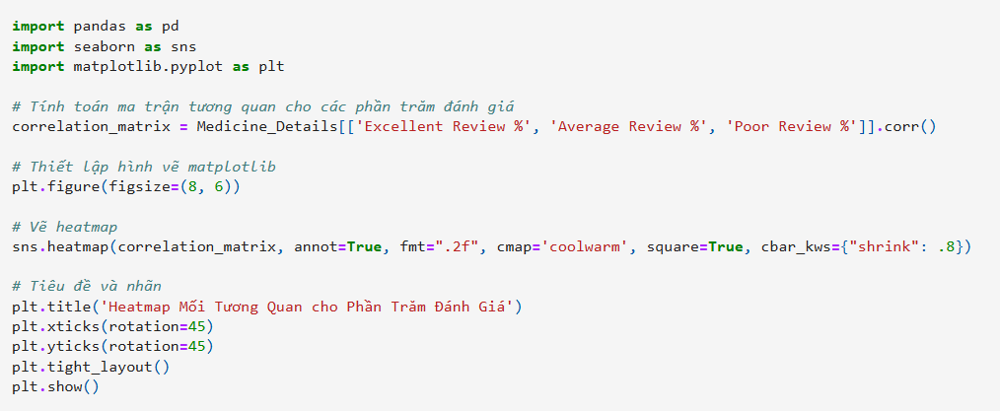 import pandas as pd
import seaborn as sns
import matplotlib.pyplot as plt
# Tính toán ma trận tương quan cho các phần trăm đánh giá
correlation_matrix = Medicine_Details[['Excellent Review %', 'Average Review %', 'Poor Review %']].corr()
# Thiết lập hình vẽ matplotlib
plt.figure(figsize=(8, 6))
# Vẽ heatmap
sns.heatmap(correlation_matrix, annot=True, fmt=".2f", cmap='coolwarm', square=True, cbar_kws={"shrink": .8})
# Tiêu đề và nhãn
plt.title('Heatmap Mối Tương Quan cho Phần Trăm Đánh Giá')
plt.xticks(rotation=45)
plt.yticks(rotation=45)
plt.tight_layout()
plt.show()